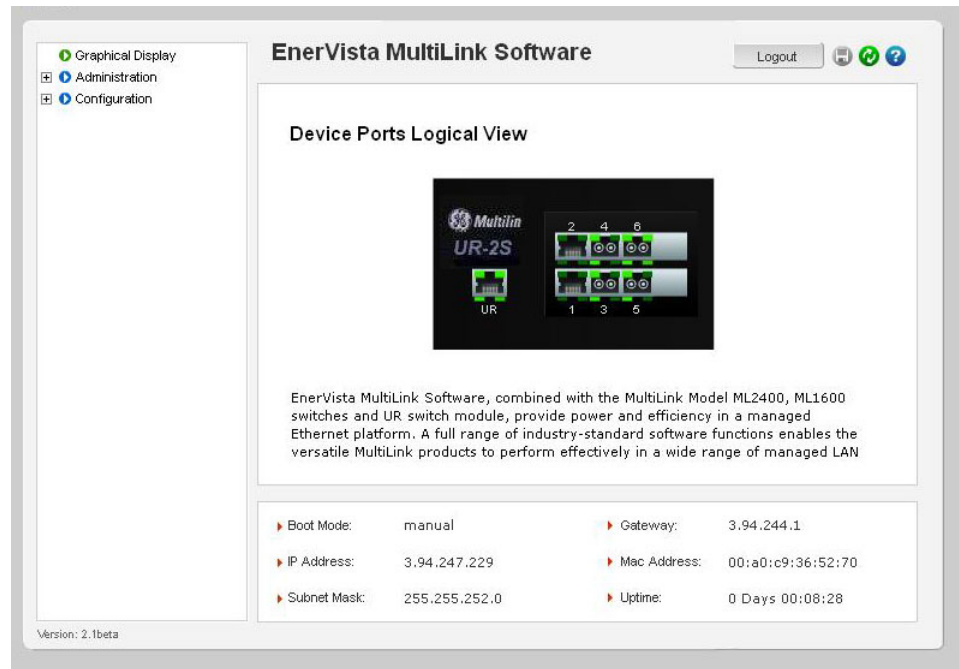 Graphical Display
Administration
Configuration
EnerVista MultiLink Software
Logout
Device Ports Logical View
Multilin
UR-2S
UR
2 4 6
1 3 5
EnerVista MultiLink Software, combined with the MultiLink Model ML2400, ML1600
switches and UR switch module, provide power and efficiency in a managed
Ethernet platform. A full range of industry-standard software functions enables the
versatile MultiLink products to perform effectively in a wide range of managed LAN
Boot Mode: manual
Gateway: 3.94.244.1
IP Address: 3.94.247.229
Mac Address: 00:a0:c9:36:52:70
Subnet Mask: 255.255.252.0
Uptime: 0 Days 00:08:28
Version: 2.1beta